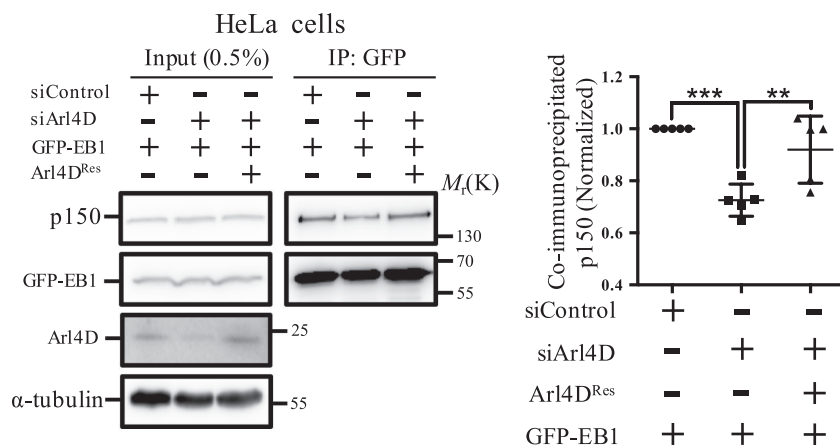 HeLa cells
Input (0.5%) IP: GFP
siControl + − − + − −
siArl4D − + + − + +
GFP-EB1 + + + + + +
Arl4D^Res − − + − − +
M_r(K)
p150
130
GFP-EB1
70
55
Arl4D
25
α-tubulin
55
Co-immunoprecipitated
p150 (Normalized)
1.2
1.0
0.8
0.6
0.4
*** **
siControl + − −
siArl4D − + +
Arl4D^Res − − +
GFP-EB1 + + +